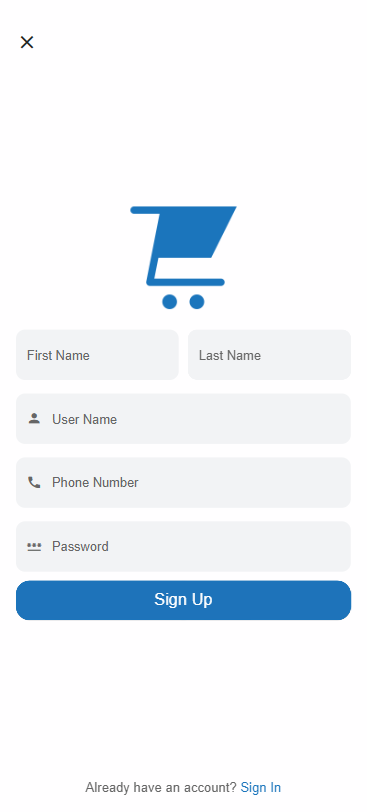 First Name Last Name
User Name
Phone Number
Password
Sign Up
Already have an account? Sign In